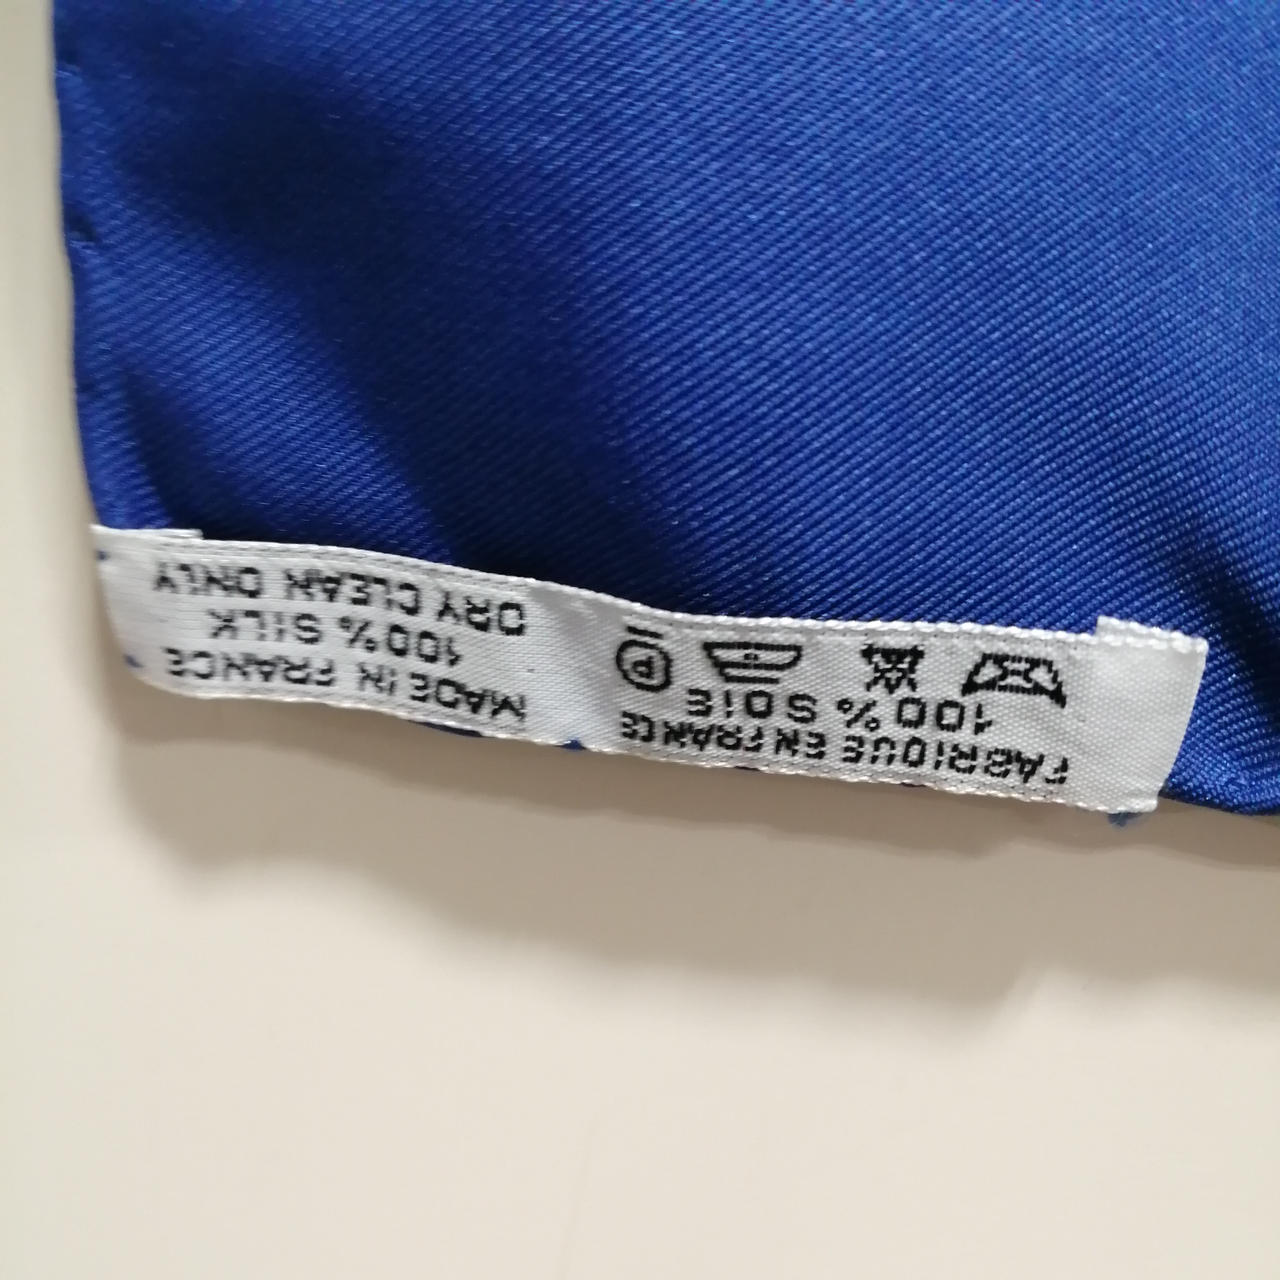 FABRIQUE EN FRANCE
100% SOIE
P
MADE IN FRANCE
100% SILK
DRY CLEAN ONLY